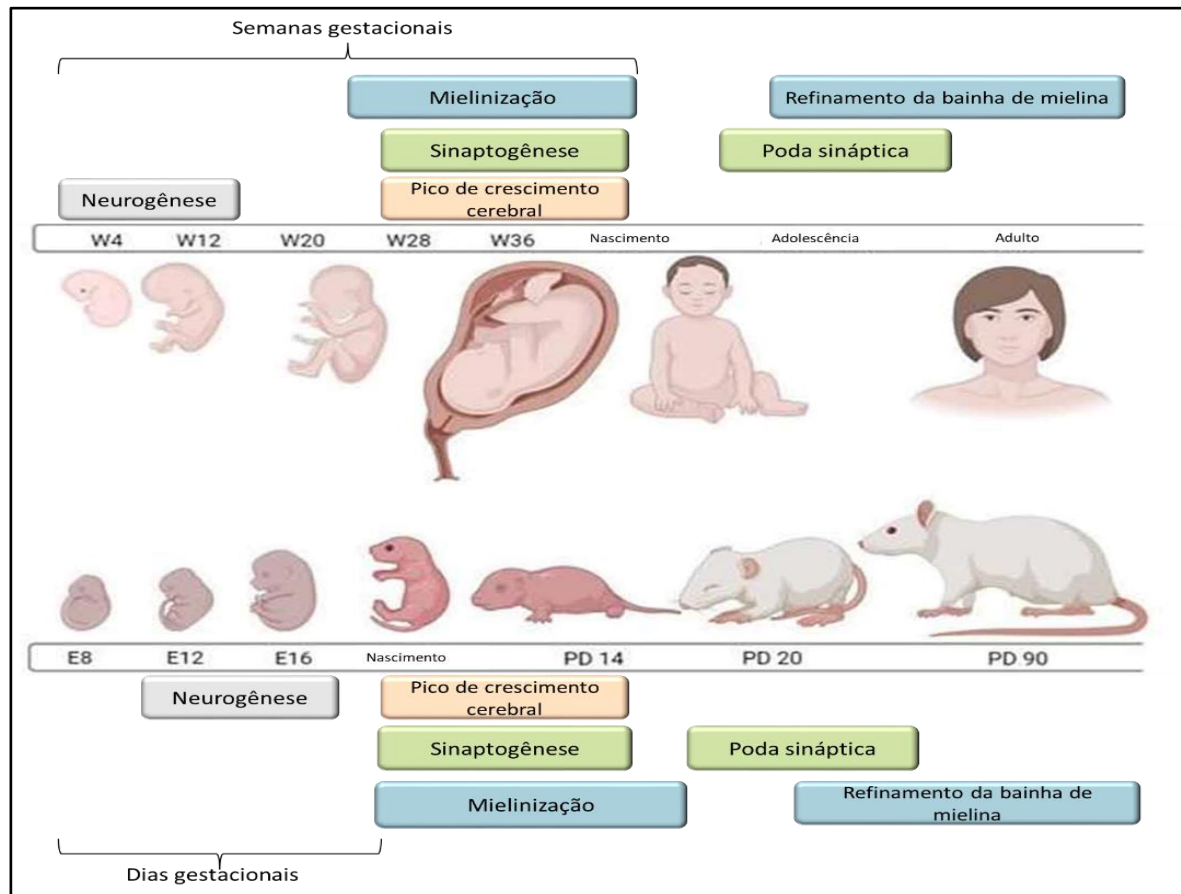 Semanas gestacionais
Mielinização
Refinamento da bainha de mielina
Sinaptogênese
Poda sináptica
Neurogênese
Pico de crescimento
cerebral
W4 W12 W20 W28 W36 Nascimento Adolescência Adulto
E8 E12 E16 Nascimento PD 14 PD 20 PD 90
Neurogênese
Pico de crescimento
cerebral
Sinaptogênese
Poda sináptica
Mielinização
Refinamento da bainha de
mielina
Dias gestacionais